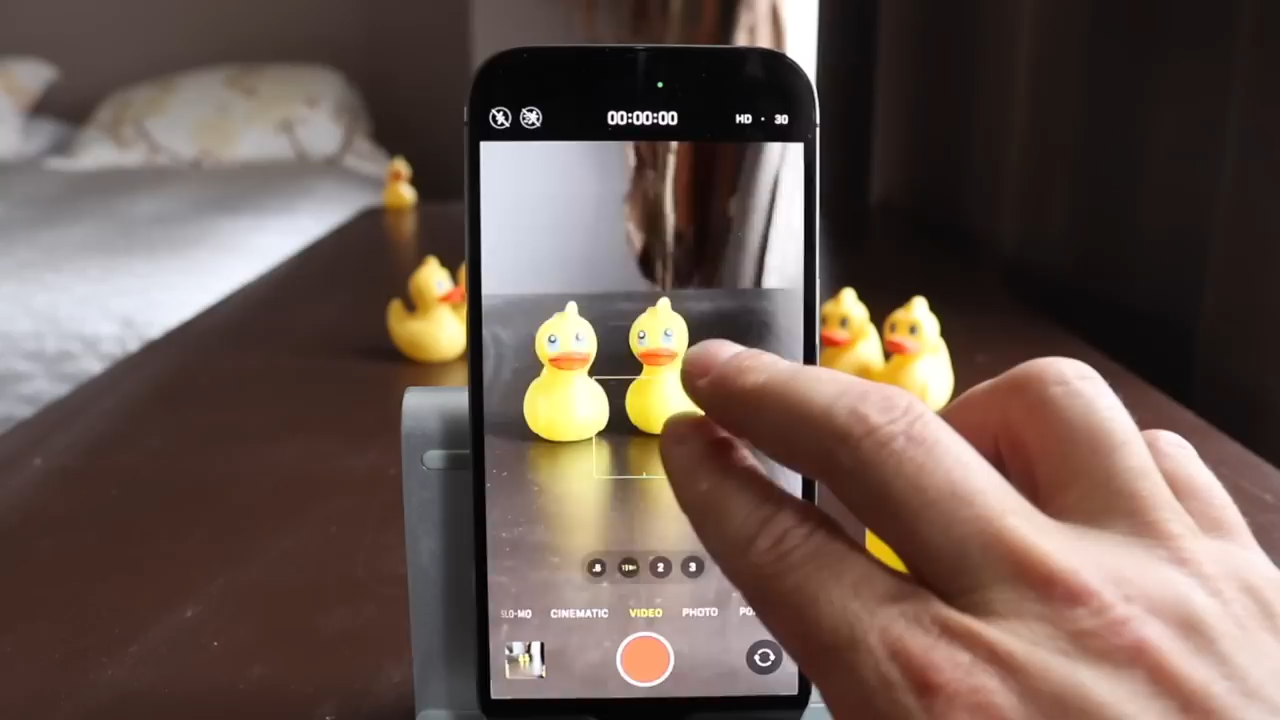 00:00:00
HD · 30
.5
2
3
SLO-MO
CINEMATIC
VIDEO
PHOTO